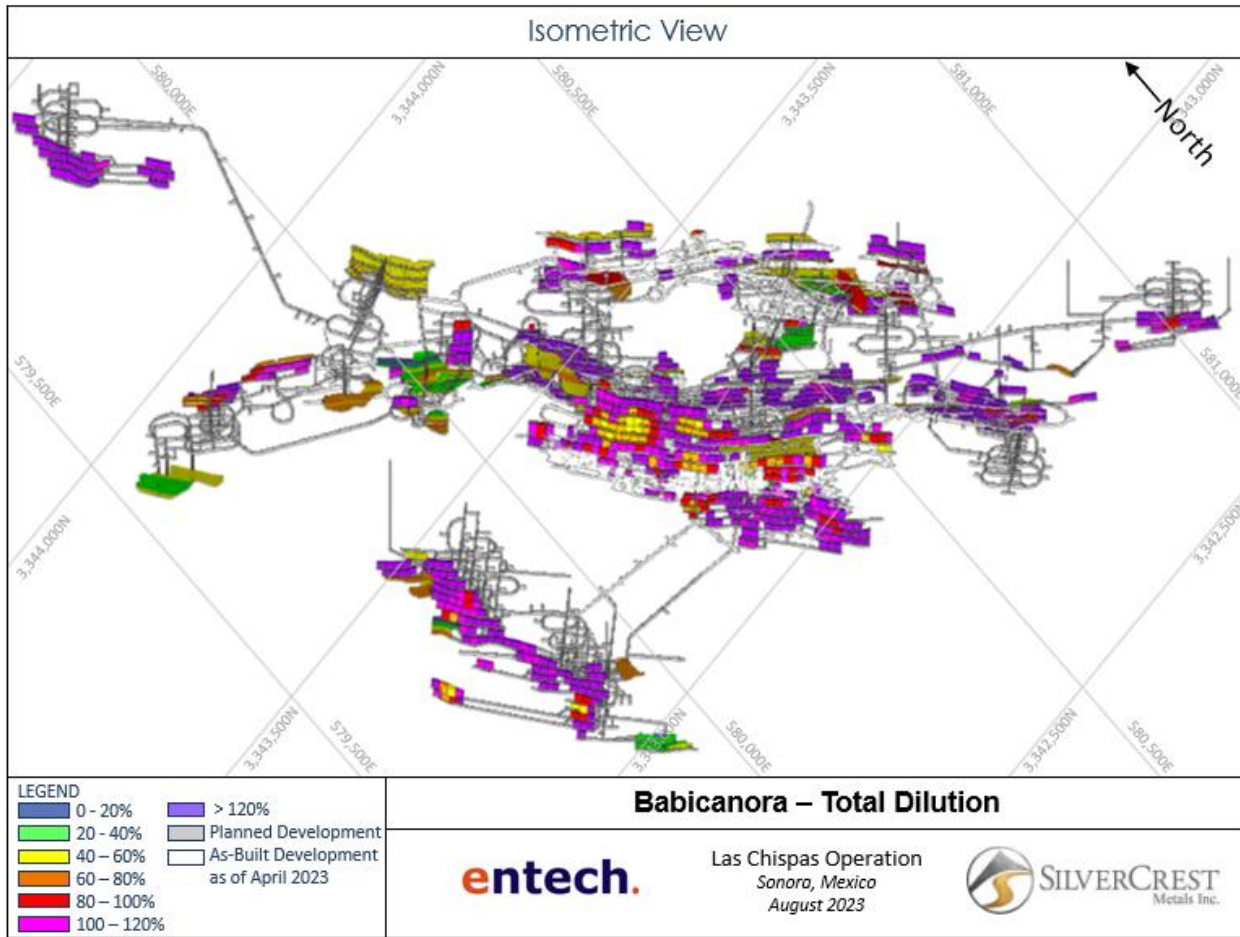 Isometric View
580,000E
3,344,000N
580,500E
3,343,500N
581,000E
3,343,000N
North
579,500E
581,000E
3,344,000N
3,342,500N
3,343,500N
579,500E
580,000E
3,342,500N
580,500E
LEGEND
0 - 20%
20 - 40%
40 – 60%
60 – 80%
80 – 100%
100 – 120%
> 120%
Planned Development
As-Built Development
as of April 2023
Babicanora – Total Dilution
entech.
Las Chispas Operation
Sonora, Mexico
August 2023
SILVERCREST
Metals Inc.